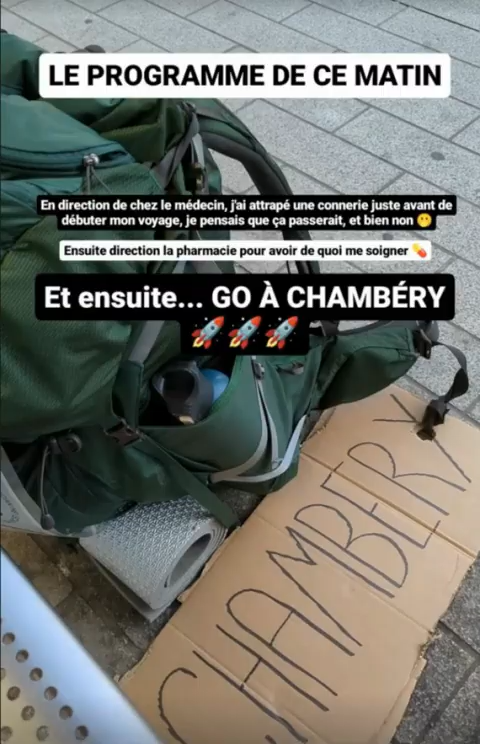 LE PROGRAMME DE CE MATIN
En direction de chez le médecin, j'ai attrapé une connerie juste avant de
débuter mon voyage, je pensais que ça passerait, et bien non 🤭
Ensuite direction la pharmacie pour avoir de quoi me soigner 💊
Et ensuite... GO À CHAMBÉRY
🚀🚀🚀
CHAMBERY